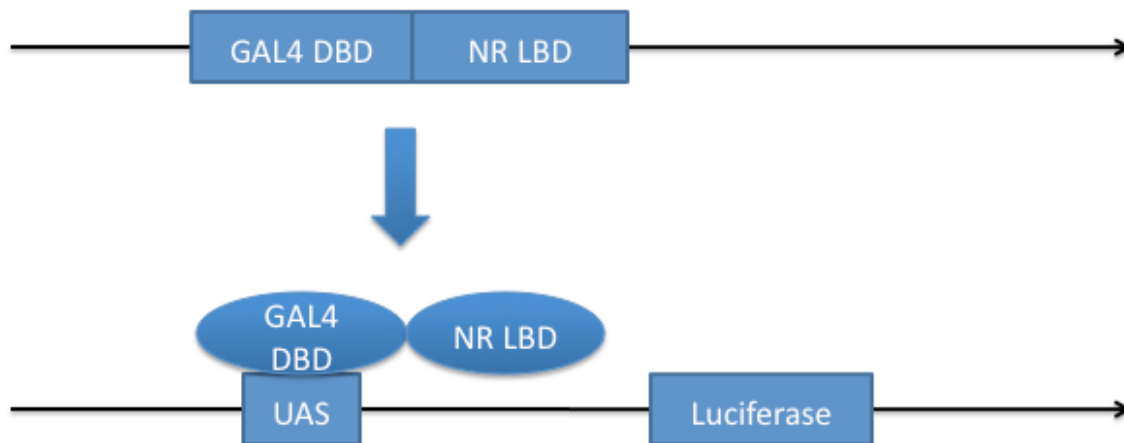 GAL4 DBD NR LBD
GAL4
DBD
NR LBD
UAS
Luciferase